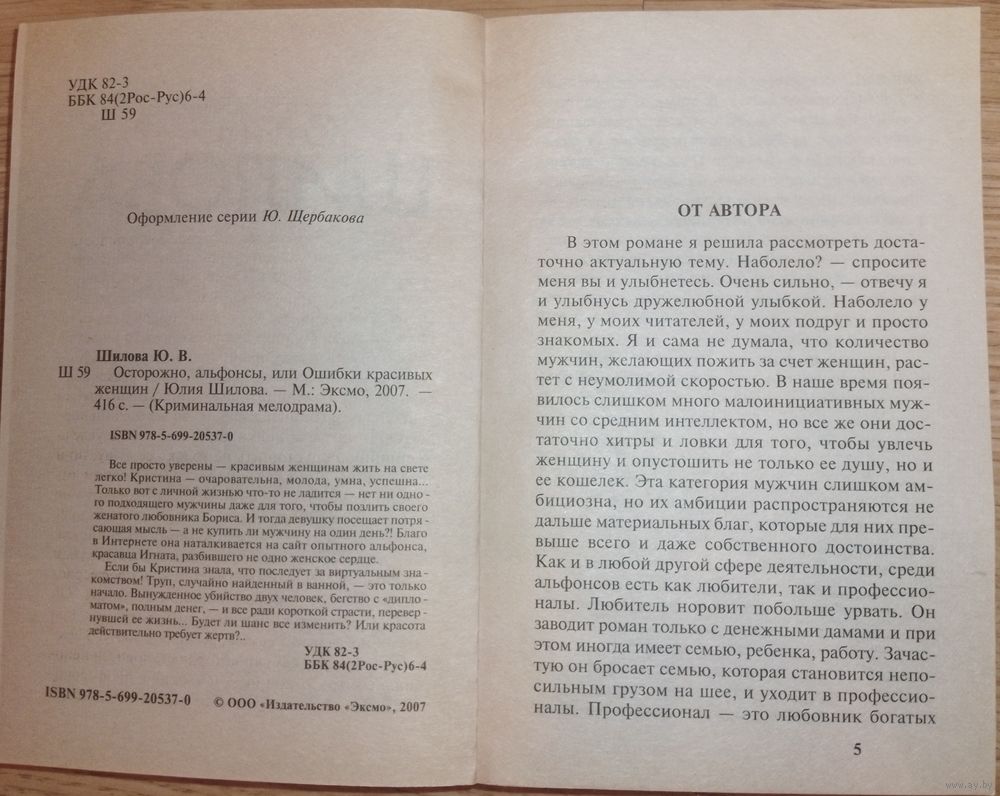 УДК 82-3
ББК 84(2Рос-Рус)6-4
Ш 59
Оформление серии Ю. Щербакова
Шилова Ю. В.
Ш 59 Осторожно, альфонсы, или Ошибки красивых
женщин / Юлия Шилова. — М.: Эксмо, 2007. —
416 с. — (Криминальная мелодрама).
ISBN 978-5-699-20537-0
Все просто уверены — красивым женщинам жить на свете
легко! Кристина — очаровательна, молода, умна, успешна...
Только вот с личной жизнью что-то не ладится — нет ни одно-
го подходящего мужчины даже для того, чтобы позлить своего
женатого любовника Бориса. И тогда девушку посещает потря-
сающая мысль — а не купить ли мужчину на один день?! Благо
в Интернете она наталкивается на сайт опытного альфонса,
красавца Игната, разбившего не одно женское сердце.
Если бы Кристина знала, что последует за виртуальным зна-
комством! Труп, случайно найденный в ванной, — это только
начало. Вынужденное убийство двух человек, бегство с «дипло-
матом», полным денег, — и все ради короткой страсти, перевер-
нувшей ее жизнь... Будет ли шанс все изменить? Или красота
действительно требует жертв?..
УДК 82-3
ББК 84(2Рос-Рус)6-4
ISBN 978-5-699-20537-0 © ООО «Издательство «Эксмо», 2007
ОТ АВТОРА
В этом романе я решила рассмотреть доста-
точно актуальную тему. Наболело? — спросите
меня вы и улыбнетесь. Очень сильно, — отвечу я
и улыбнусь дружелюбной улыбкой. Наболело у
меня, у моих читателей, у моих подруг и просто
знакомых. Я и сама не думала, что количество
мужчин, желающих пожить за счет женщин, рас-
тет с неумолимой скоростью. В наше время поя-
вилось слишком много малоинициативных муж-
чин со средним интеллектом, но все же они дос-
таточно хитры и ловки для того, чтобы увлечь
женщину и опустошить не только ее душу, но и
ее кошелек. Эта категория мужчин слишком ам-
бициозна, но их амбиции распространяются не
дальше материальных благ, которые для них пре-
выше всего и даже собственного достоинства.
Как и в любой другой сфере деятельности, среди
альфонсов есть как любители, так и профессио-
налы. Любитель норовит побольше урвать. Он
заводит роман только с денежными дамами и при
этом иногда имеет семью, ребенка, работу. Зачас-
тую он бросает семью, которая становится непо-
сильным грузом на шее, и уходит в профессио-
налы. Профессионал — это любовник богатых
5
www.ay.by